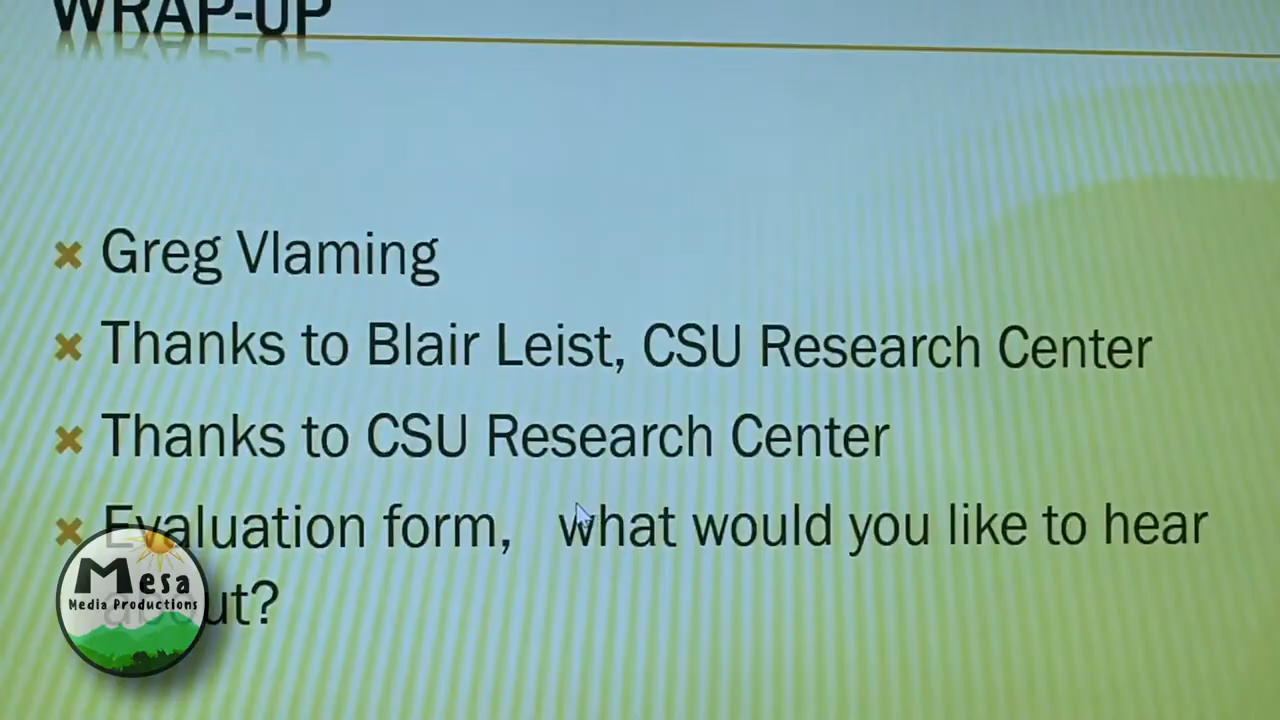 WRAP-UP
Greg Vlaming
Thanks to Blair Leist, CSU Research Center
Thanks to CSU Research Center
Evaluation form, what would you like to hear
about?
Mesa
Media Productions